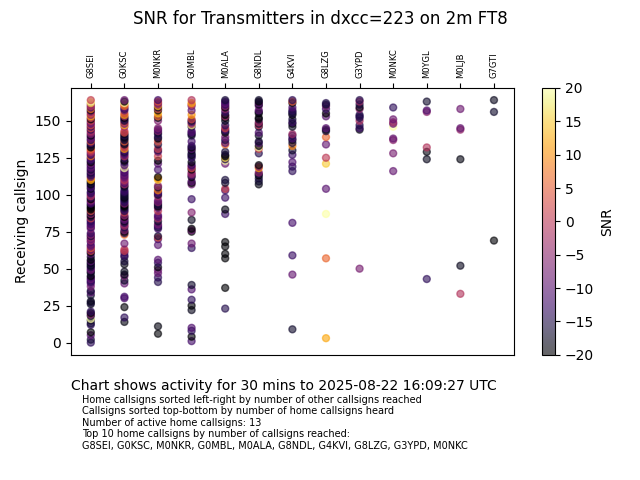 SNR for Transmitters in dxcc=223 on 2m FT8
G8SEI G0KSC M0NKR G0MBL M0ALA G8NDL G4KVI G8LZG G3YPD M0NKC M0YGL M0UJB G7GTI
150
125
100
75
50
25
0
Receiving callsign
20
15
10
5
0
−5
−10
−15
−20
SNR
Chart shows activity for 30 mins to 2025-08-22 16:09:27 UTC
Home callsigns sorted left-right by number of other callsigns reached
Callsigns sorted top-bottom by number of home callsigns heard
Number of active home callsigns: 13
Top 10 home callsigns by number of callsigns reached:
G8SEI, G0KSC, M0NKR, G0MBL, M0ALA, G8NDL, G4KVI, G8LZG, G3YPD, M0NKC